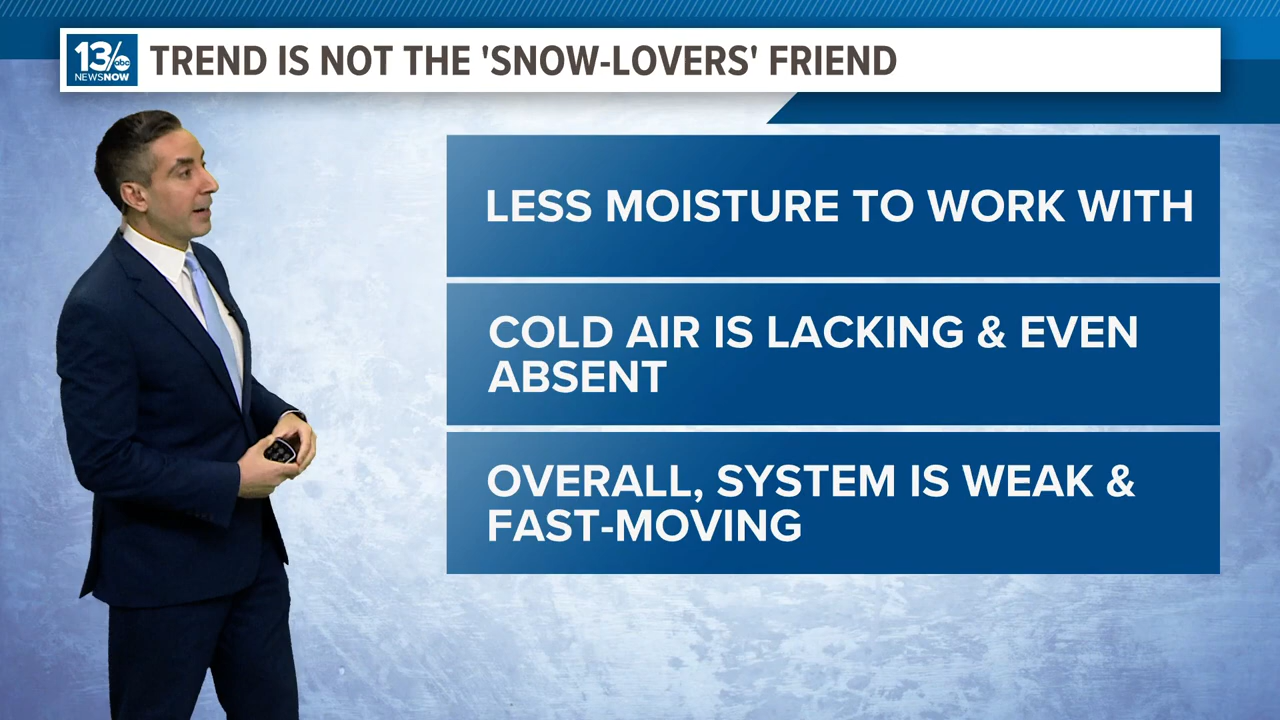 13
abc
NEWSNOW
TREND IS NOT THE 'SNOW-LOVERS' FRIEND
LESS MOISTURE TO WORK WITH
COLD AIR IS LACKING & EVEN
ABSENT
OVERALL, SYSTEM IS WEAK &
FAST-MOVING